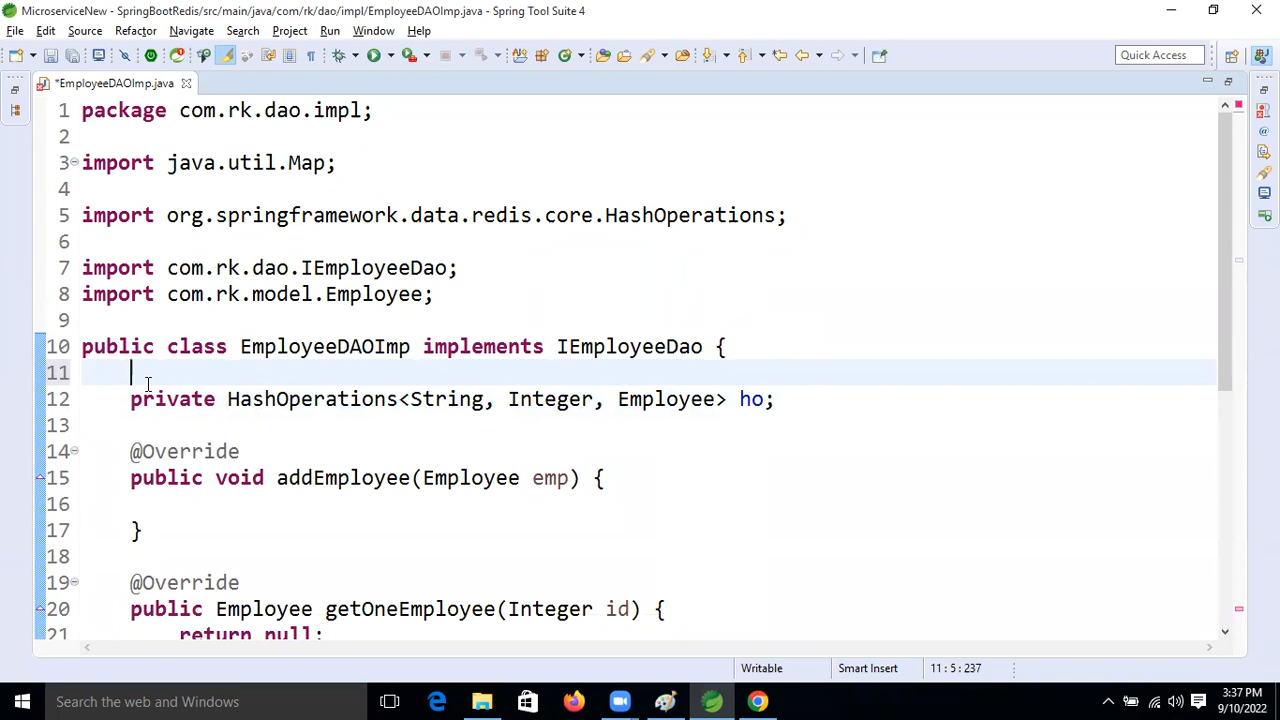 MicroserviceNew - SpringBootRedis/src/main/java/com/rk/dao/impl/EmployeeDAOImp.java - Spring Tool Suite 4
File Edit Source Refactor Navigate Search Project Run Window Help
Quick Access
*EmployeeDAOImp.java
1 package com.rk.dao.impl;
2
3 import java.util.Map;
4
5 import org.springframework.data.redis.core.HashOperations;
6
7 import com.rk.dao.IEmployeeDao;
8 import com.rk.model.Employee;
9
10 public class EmployeeDAOImp implements IEmployeeDao {
11
12 private HashOperations<String, Integer, Employee> ho;
13
14 @Override
15 public void addEmployee(Employee emp) {
16
17 }
18
19 @Override
20 public Employee getOneEmployee(Integer id) {
21 return null;
Writable Smart Insert 11 : 5 : 237
Search the web and Windows
3:37 PM
9/10/2022